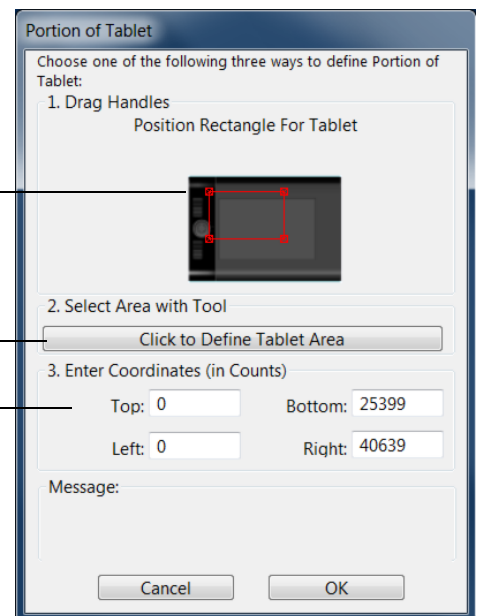 Portion of Tablet
Choose one of the following three ways to define Portion of
Tablet:
1. Drag Handles
Position Rectangle For Tablet
2. Select Area with Tool
Click to Define Tablet Area
3. Enter Coordinates (in Counts)
Top: 0 Bottom: 25399
Left: 0 Right: 40639
Message:
Cancel OK